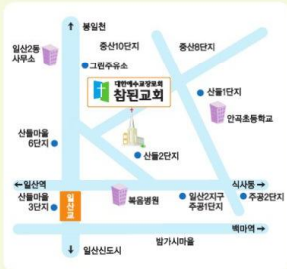 ↑ 봉일천
일산2동
사무소
그린주유소
중산10단지
중산8단지
대한예수교장로회
참된교회
산들1단지
안곡초등학교
산들마을
6단지
산들2단지
←일산역
식사동→
산들마을
3단지
일산교
복음병원
일산2지구
주공1단지
주공2단지
백마역→
↓ 일산신도시
밤가시마을